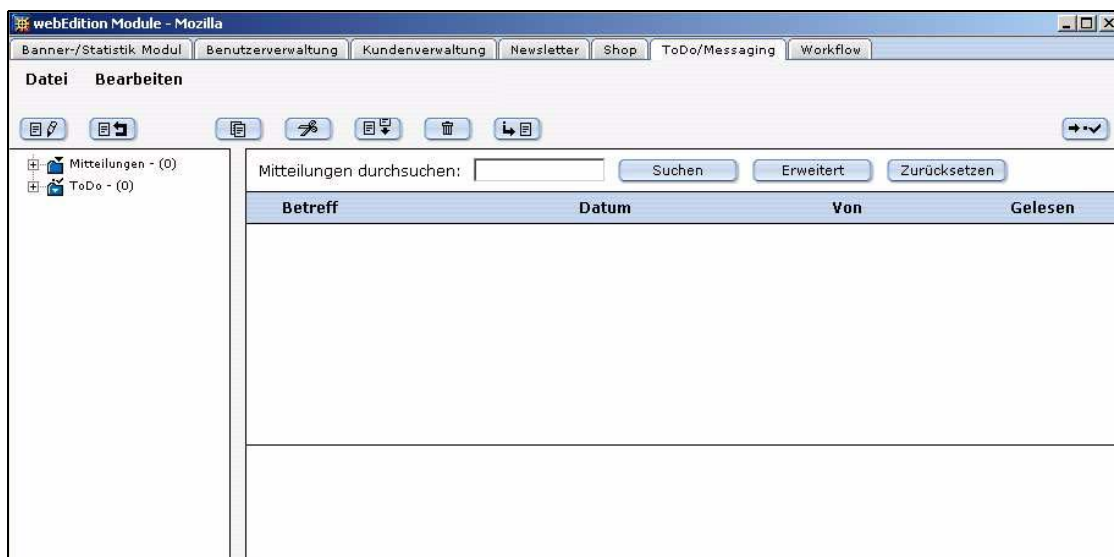 webEdition Module - Mozilla
Banner-/Statistik Modul Benutzerverwaltung Kundenverwaltung Newsletter Shop ToDo/Messaging Workflow
Datei Bearbeiten
Mitteilungen - (0)
ToDo - (0)
Mitteilungen durchsuchen: Suchen Erweitert Zurücksetzen
Betreff Datum Von Gelesen